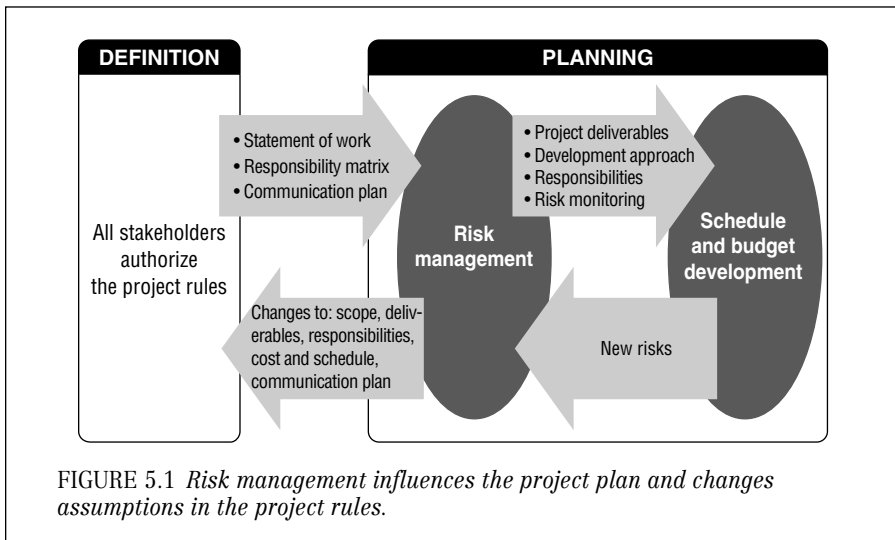 DEFINITION
PLANNING
• Statement of work
• Responsibility matrix
• Communication plan
• Project deliverables
• Development approach
• Responsibilities
• Risk monitoring
All stakeholders
authorize
the project rules
Risk
management
Schedule
and budget
development
Changes to: scope, deliv-
erables, responsibilities,
cost and schedule,
communication plan
New risks
FIGURE 5.1 Risk management influences the project plan and changes
assumptions in the project rules.